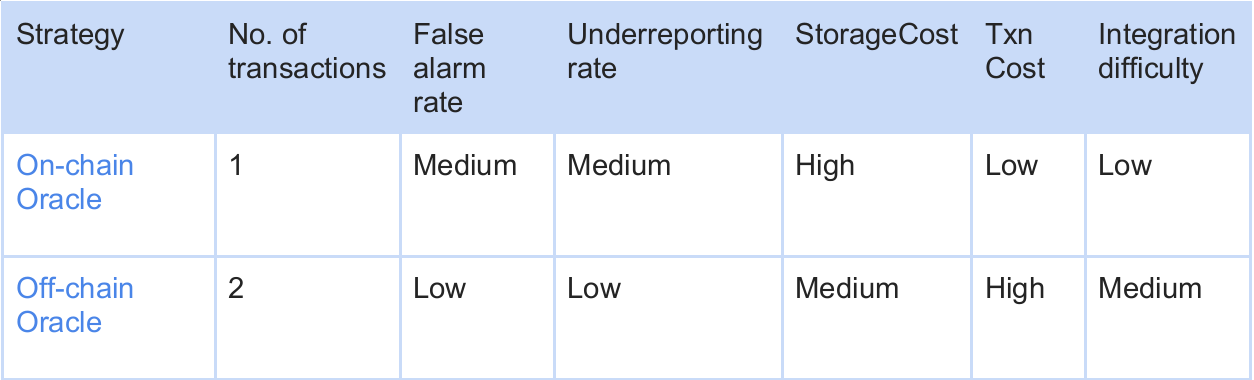 Strategy
No. of
transactions
False
alarm
rate
Underreporting
rate
StorageCost
Txn
Cost
Integration
difficulty
On-chain
Oracle
1
Medium
Medium
High
Low
Low
Off-chain
Oracle
2
Low
Low
Medium
High
Medium